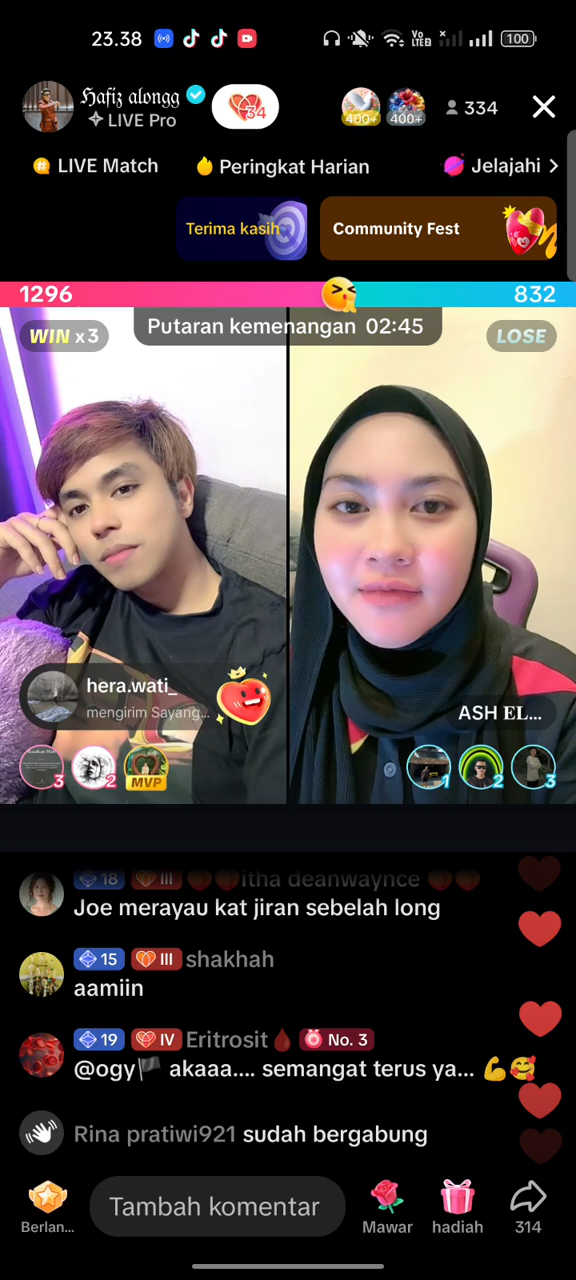 23.38
Vo
LTE2
100
Hafiz alongg
LIVE Pro
34
400+
400+
334
LIVE Match
Peringkat Harian
Jelajahi
Terima kasih
Community Fest
1296
832
WIN x3
Putaran kemenangan 02:45
LOSE
hera.wati_
mengirim Sayang...
ASH EL...
3
2
MVP
1
2
3
18 III ❤️❤️itha deanwaynce ❤️❤️
Joe merayau kat jiran sebelah long
15 III shakhah
aamiin
19 IV Eritrosit🩸 No. 3
@ogy🏴 akaaa.... semangat terus ya... 💪🥰
Rina pratiwi921 sudah bergabung
Berlan...
Tambah komentar
Mawar
hadiah
314